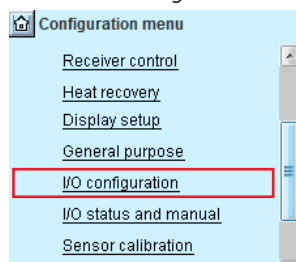 Configuration menu
Receiver control
Heat recovery
Display setup
General purpose
I/O configuration
I/O status and manual
Sensor calibration